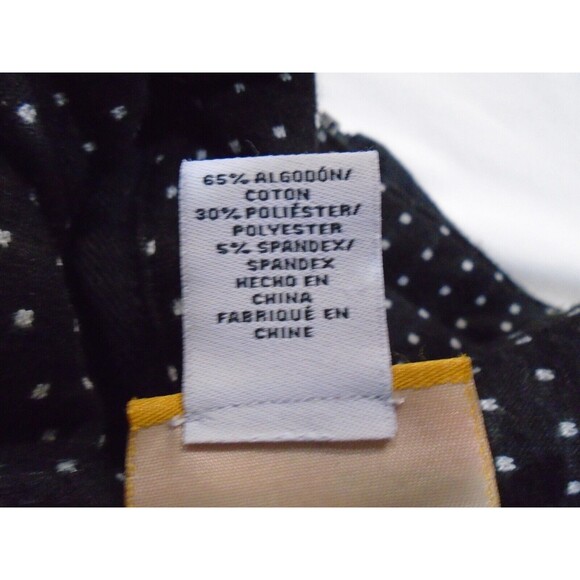 65% ALGODÓN/
COTON
30% POLIÉSTER/
POLYESTER
5% SPANDEX/
SPANDEX
HECHO EN
CHINA
FABRIQUÉ EN
CHINE